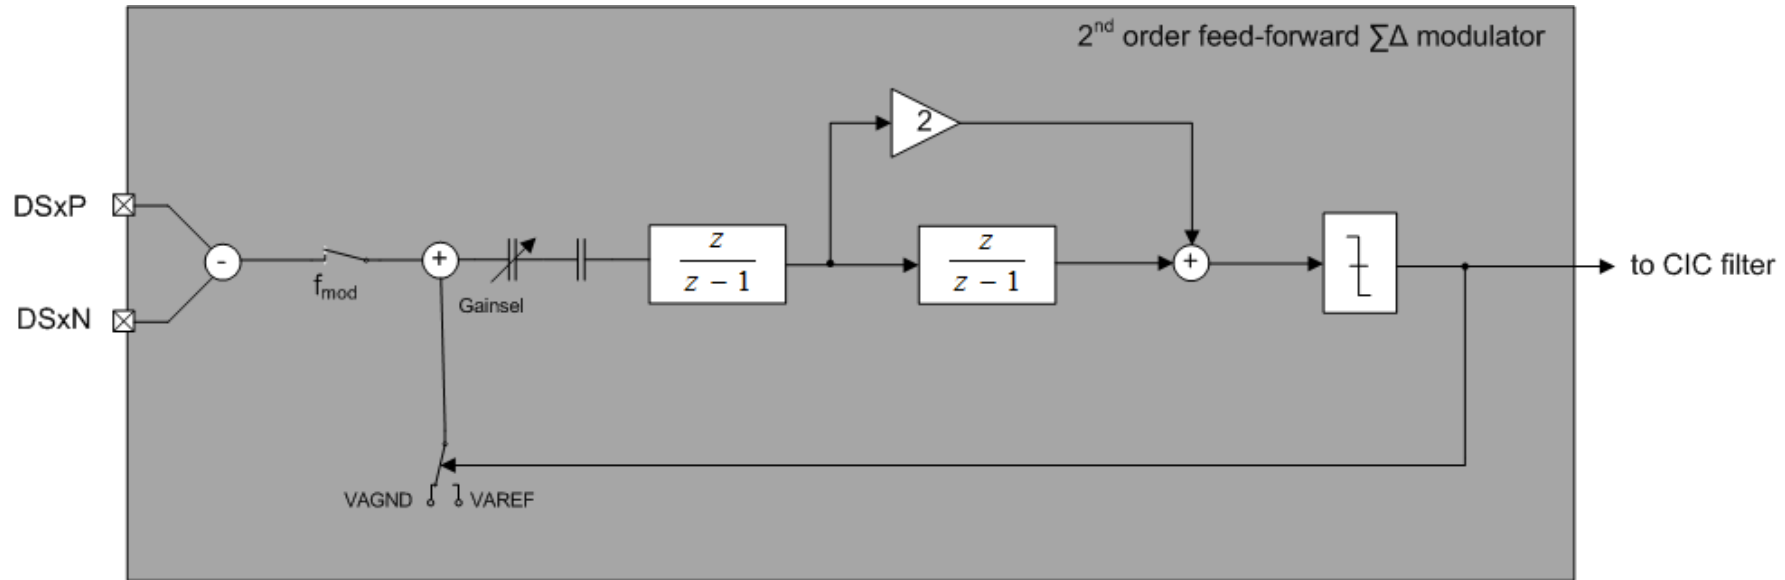 2nd order feed-forward ∑Δ modulator
2
DSxP
DSxN
-
fmod
+
Gainsel
z
z − 1
z
z − 1
+
to CIC filter
VAGND
VAREF